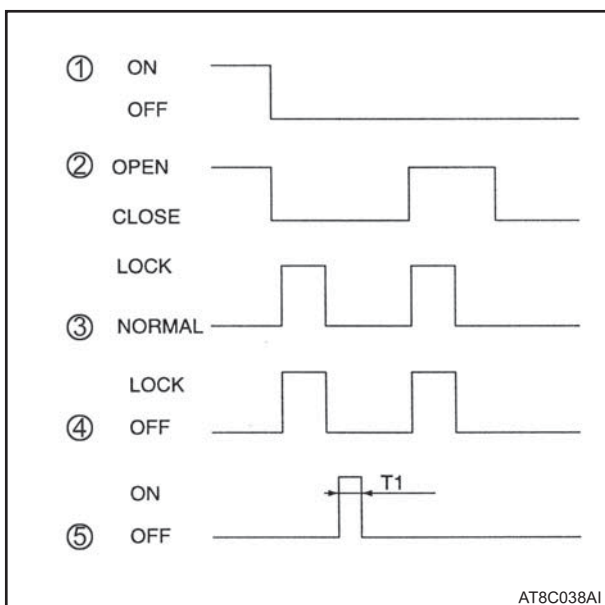 ① ON
OFF
② OPEN
CLOSE
LOCK
③ NORMAL
LOCK
④ OFF
ON T1
⑤ OFF
AT8C038AI